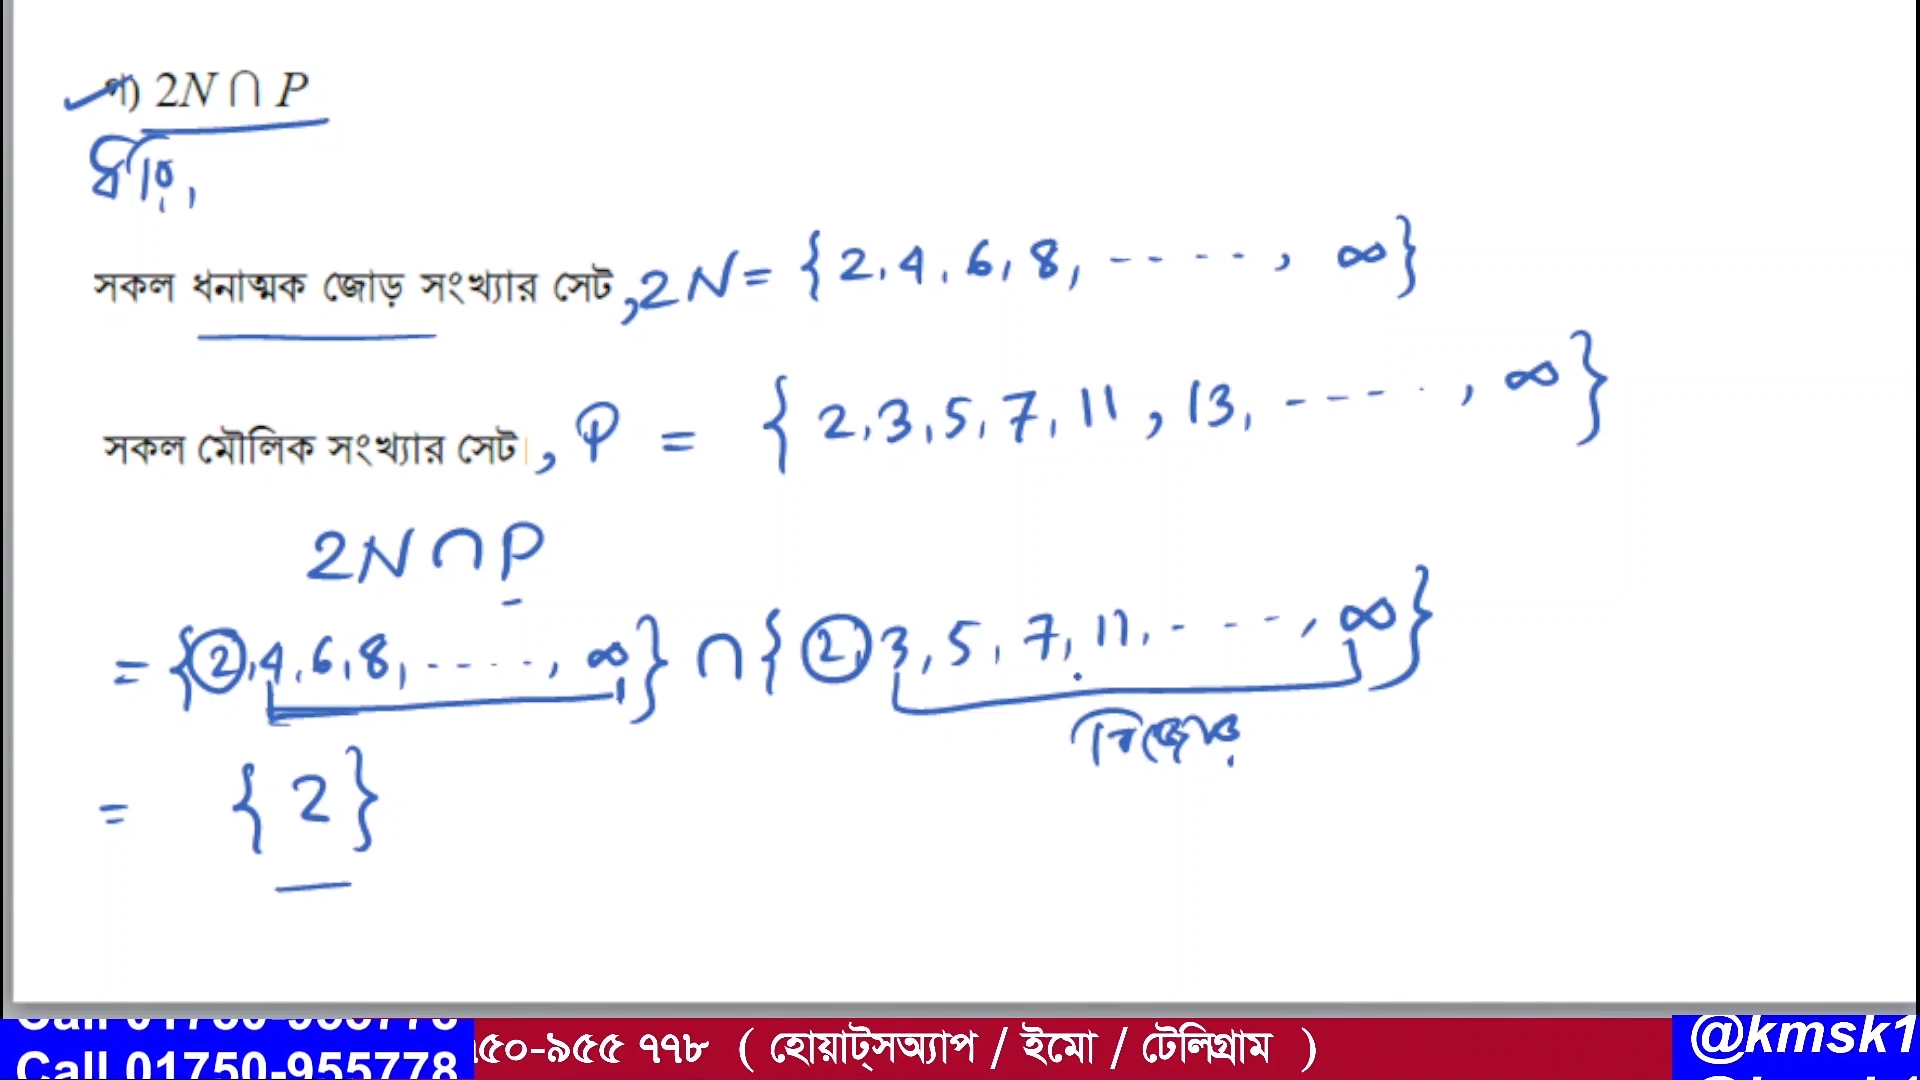 গ) 2N ∩ P
ধরি,
সকল ধনাত্মক জোড় সংখ্যার সেট, 2N = {2, 4, 6, 8, ....., ∞}
সকল মৌলিক সংখ্যার সেট।, P = {2, 3, 5, 7, 11, 13, ....., ∞}
2N ∩ P
= {2, 4, 6, 8, ....., ∞} ∩ {2, 3, 5, 7, 11, ....., ∞}
বিজোড়
= {2}
Call 01750-955778 ৫০-৯৫৫ ৭৭৮ ( হোয়াট্সঅ্যাপ / ইমো / টেলিগ্রাম ) @kmsk1